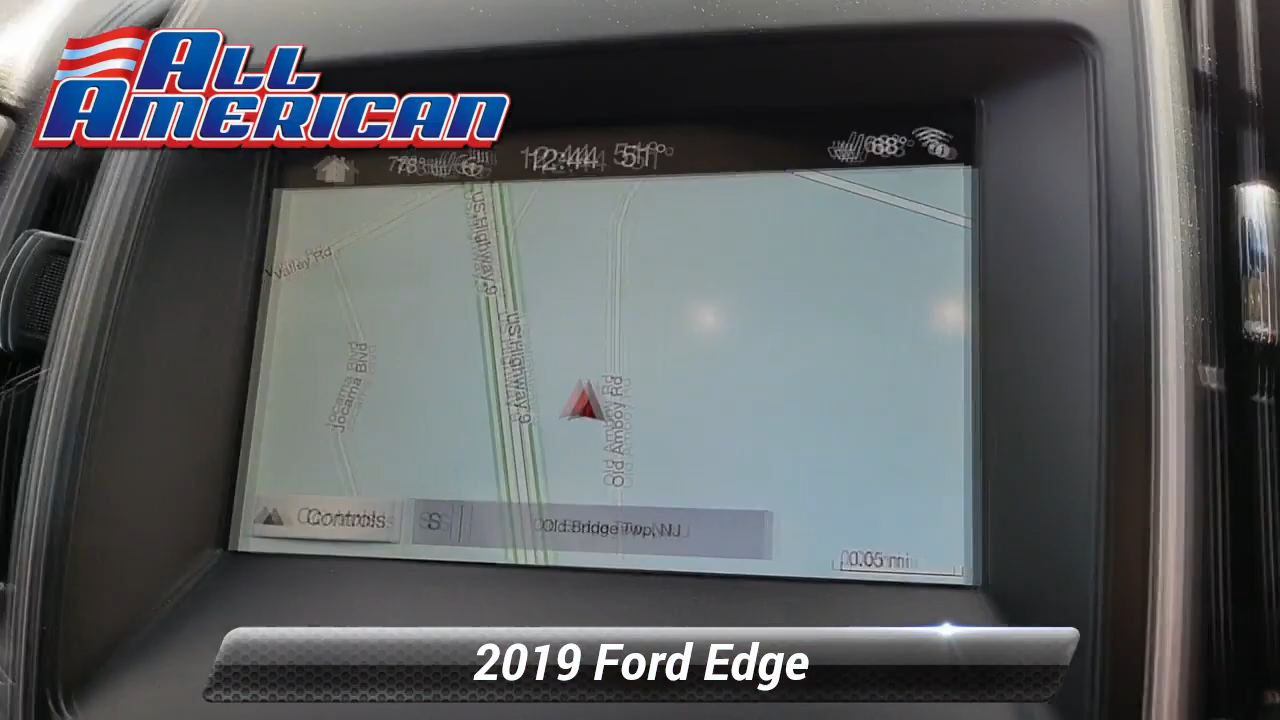 ALL
AMERICAN
12:44
51°
68°
Valley Rd
US Highway 9
US Highway 9
Jocama Blvd
Old Amboy Rd
Controls
S
Old Bridge Twp, NJ
0.05 mi
2019 Ford Edge